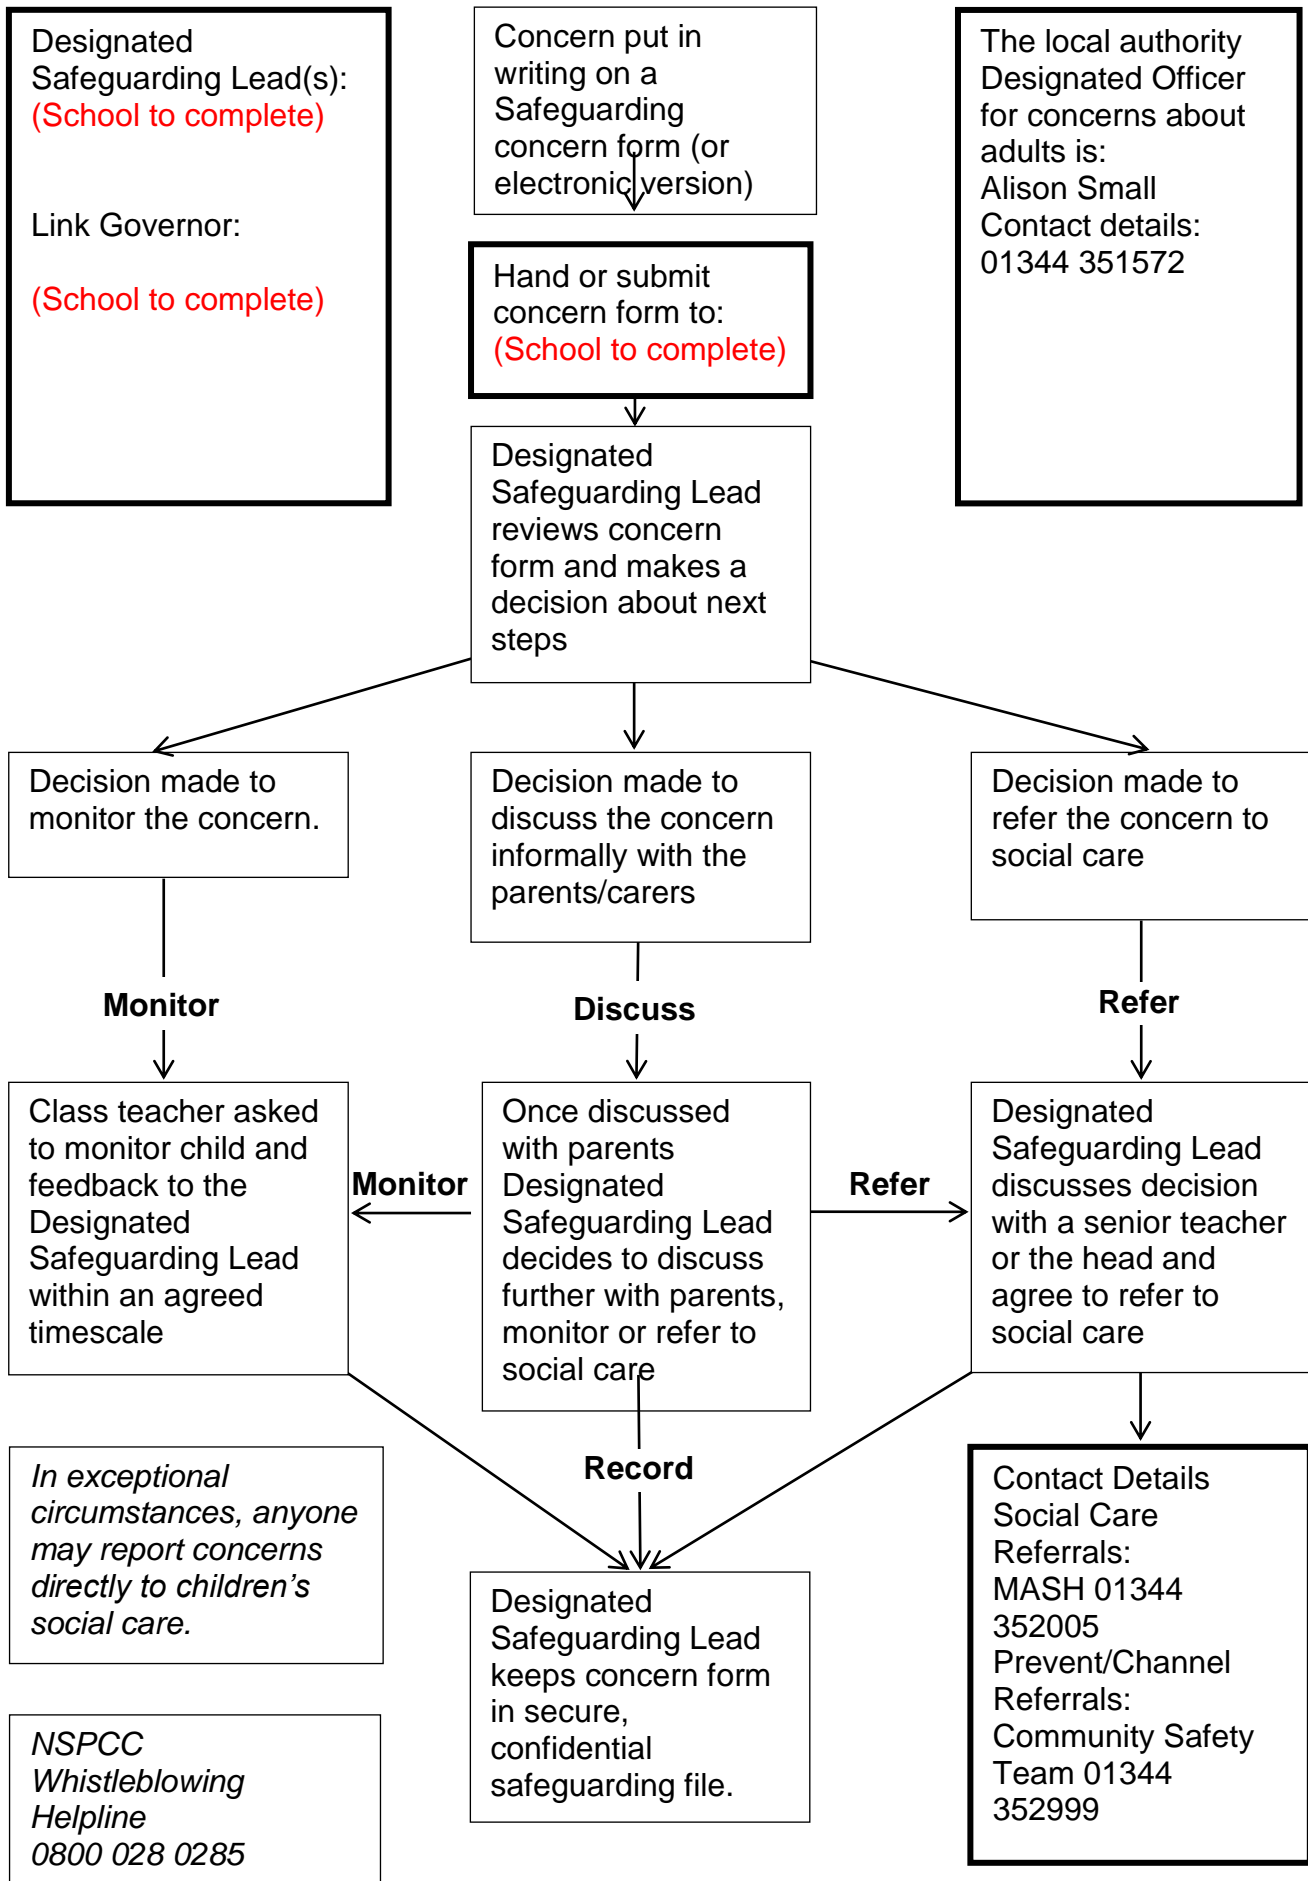 Designated
Safeguarding Lead(s):
(School to complete)
Link Governor:
(School to complete)
Concern put in
writing on a
Safeguarding
concern form (or
electronic version)
The local authority
Designated Officer
for concerns about
adults is:
Alison Small
Contact details:
01344 351572
Hand or submit
concern form to:
(School to complete)
Designated
Safeguarding Lead
reviews concern
form and makes a
decision about next
steps
Decision made to
monitor the concern.
Decision made to
discuss the concern
informally with the
parents/carers
Decision made to
refer the concern to
social care
Monitor
Discuss
Refer
Class teacher asked
to monitor child and
feedback to the
Designated
Safeguarding Lead
within an agreed
timescale
Monitor
Once discussed
with parents
Designated
Safeguarding Lead
decides to discuss
further with parents,
monitor or refer to
social care
Refer
Designated
Safeguarding Lead
discusses decision
with a senior teacher
or the head and
agree to refer to
social care
Record
In exceptional
circumstances, anyone
may report concerns
directly to children’s
social care.
Designated
Safeguarding Lead
keeps concern form
in secure,
confidential
safeguarding file.
Contact Details
Social Care
Referrals:
MASH 01344
352005
Prevent/Channel
Referrals:
Community Safety
Team 01344
352999
NSPCC
Whistleblowing
Helpline
0800 028 0285